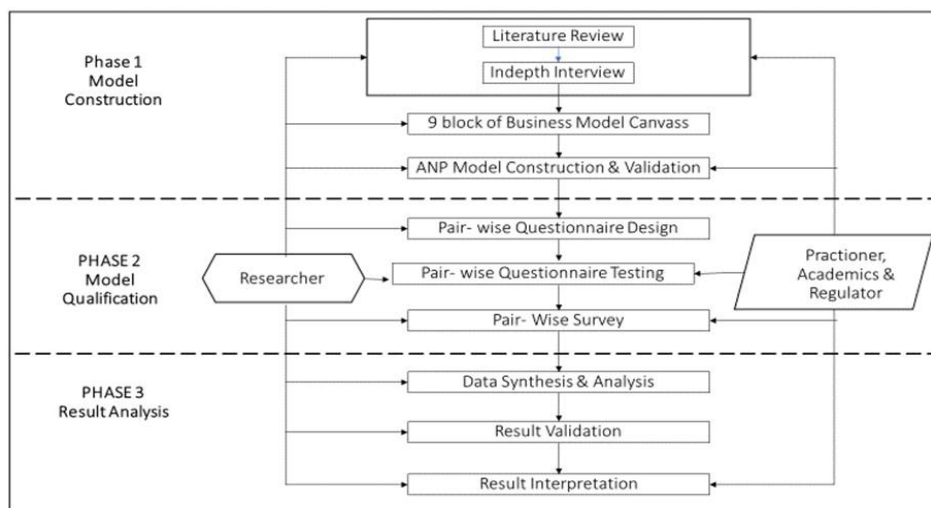 Literature Review
Phase 1
Model
Construction
Indepth Interview
9 block of Business Model Canvass
ANP Model Construction & Validation
Pair- wise Questionnaire Design
PHASE 2
Model
Qualification
Researcher
Pair- wise Questionnaire Testing
Practioner,
Academics &
Regulator
Pair- Wise Survey
PHASE 3
Result Analysis
Data Synthesis & Analysis
Result Validation
Result Interpretation